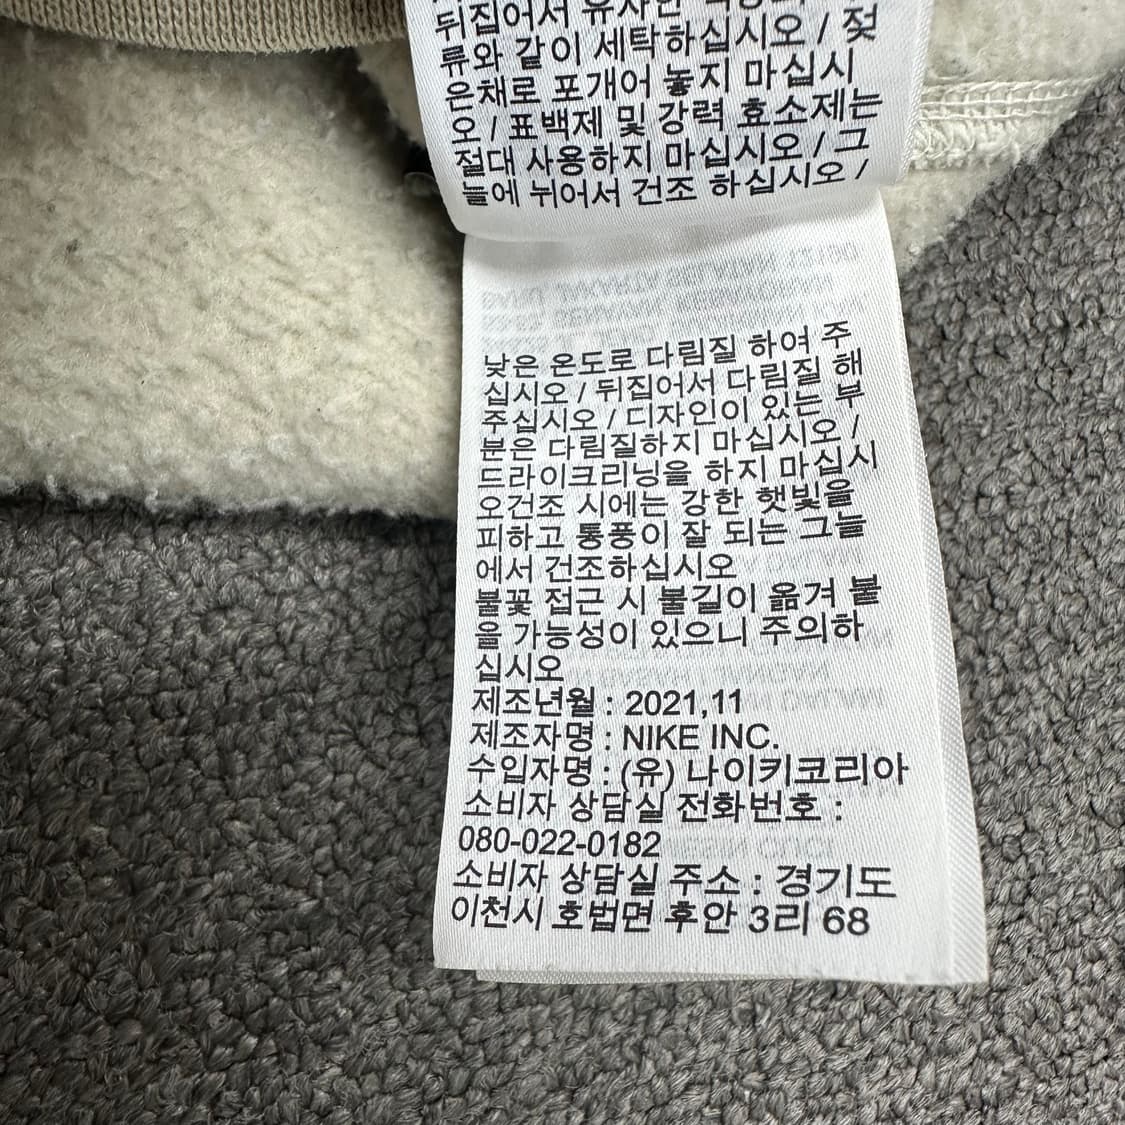 뒤집어서 유사한
류와 같이 세탁하십시오 / 젖
은채로 포개어 놓지 마십시
오 / 표백제 및 강력 효소제는
절대 사용하지 마십시오 / 그
늘에 뉘어서 건조 하십시오 /
낮은 온도로 다림질 하여 주
십시오 / 뒤집어서 다림질 해
주십시오 / 디자인이 있는 부
분은 다림질하지 마십시오 /
드라이크리닝을 하지 마십시
오건조 시에는 강한 햇빛을
피하고 통풍이 잘 되는 그늘
에서 건조하십시오
불꽃 접근 시 불길이 옮겨 붙
을 가능성이 있으니 주의하
십시오
제조년월 : 2021,11
제조자명 : NIKE INC.
수입자명 : (유) 나이키코리아
소비자 상담실 전화번호 :
080-022-0182
소비자 상담실 주소 : 경기도
이천시 호법면 후안 3리 68